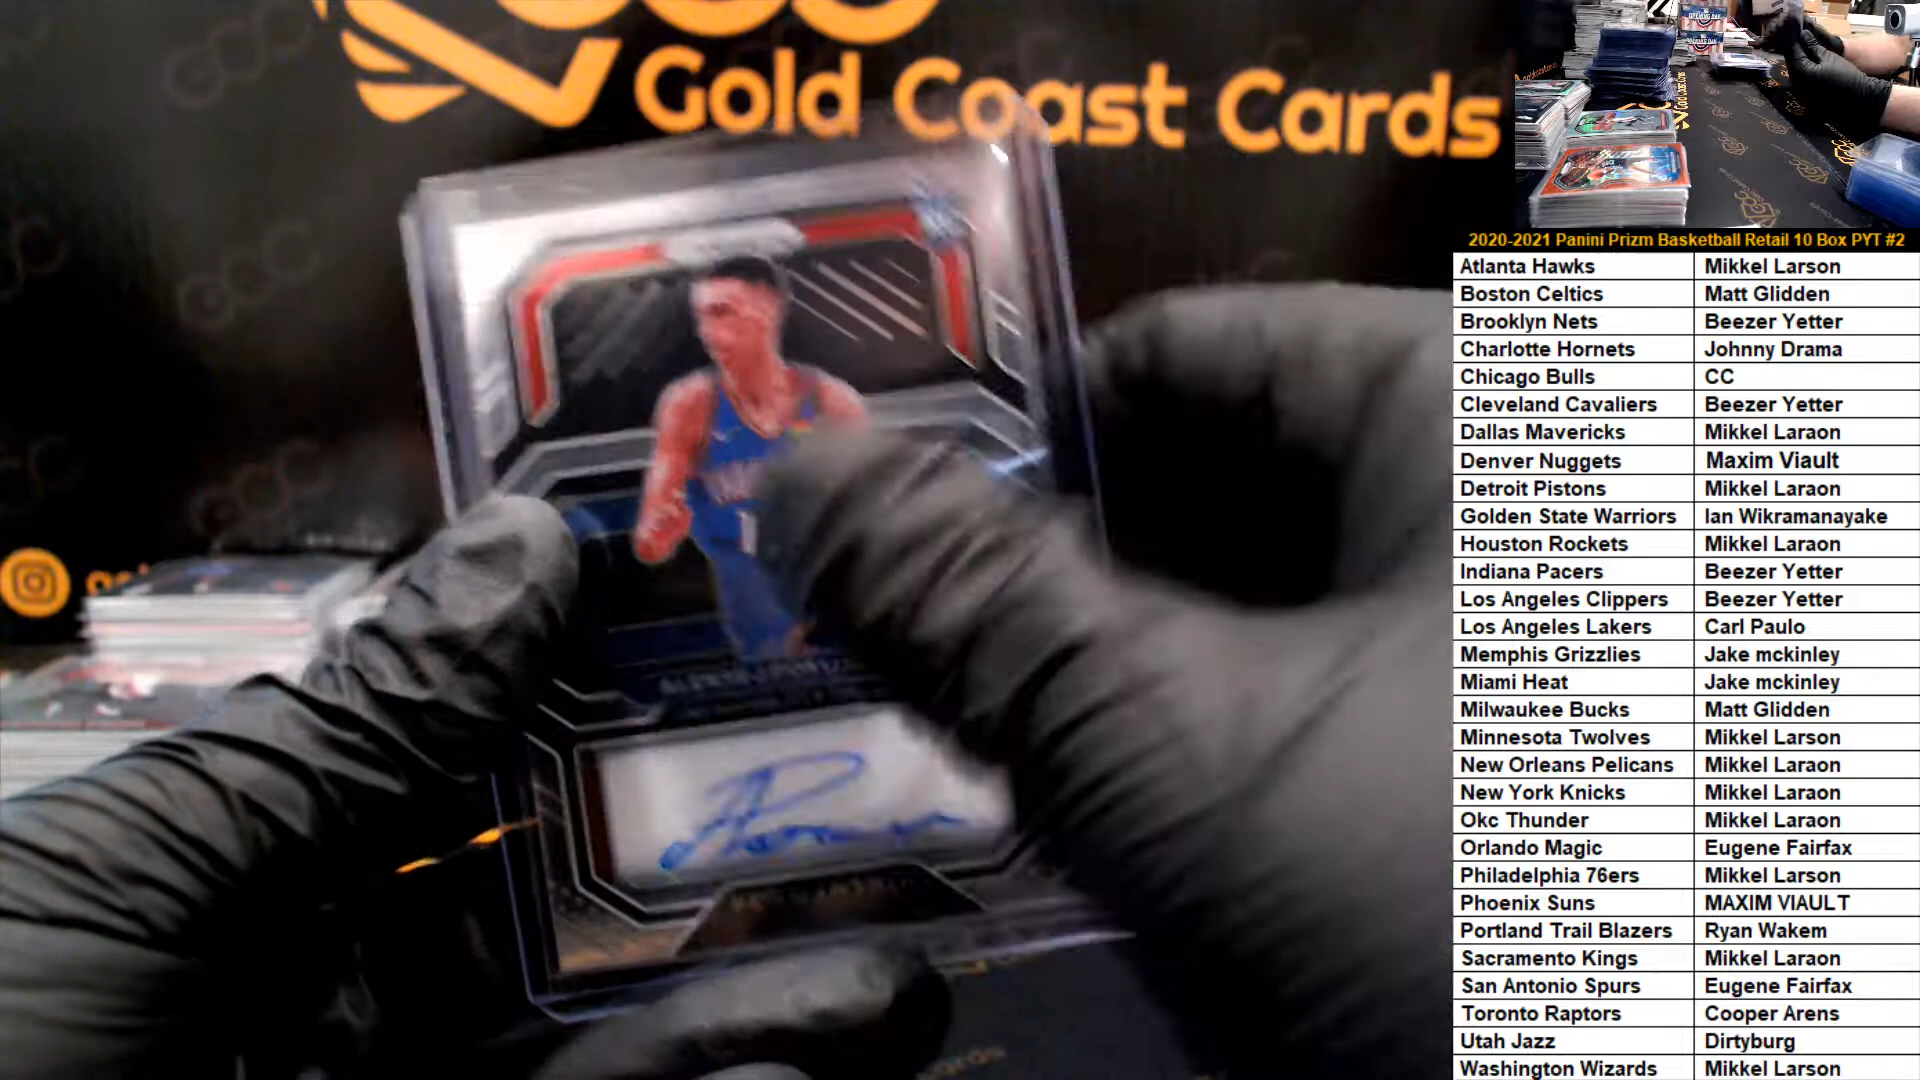 Gold Coast Cards
2020-2021 Panini Prizm Basketball Retail 10 Box PYT #2
Atlanta Hawks Mikkel Larson
Boston Celtics Matt Glidden
Brooklyn Nets Beezer Yetter
Charlotte Hornets Johnny Drama
Chicago Bulls CC
Cleveland Cavaliers Beezer Yetter
Dallas Mavericks Mikkel Laraon
Denver Nuggets Maxim Viault
Detroit Pistons Mikkel Laraon
Golden State Warriors Ian Wikramanayake
Houston Rockets Mikkel Laraon
Indiana Pacers Beezer Yetter
Los Angeles Clippers Beezer Yetter
Los Angeles Lakers Carl Paulo
Memphis Grizzlies Jake mckinley
Miami Heat Jake mckinley
Milwaukee Bucks Matt Glidden
Minnesota Twolves Mikkel Larson
New Orleans Pelicans Mikkel Laraon
New York Knicks Mikkel Laraon
Okc Thunder Mikkel Laraon
Orlando Magic Eugene Fairfax
Philadelphia 76ers Mikkel Larson
Phoenix Suns MAXIM VIAULT
Portland Trail Blazers Ryan Wakem
Sacramento Kings Mikkel Laraon
San Antonio Spurs Eugene Fairfax
Toronto Raptors Cooper Arens
Utah Jazz Dirtyburg
Washington Wizards Mikkel Larson